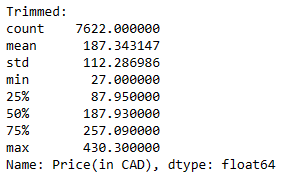 Trimmed:
count    7622.000000
mean      187.343147
std       112.286986
min        27.000000
25%        87.950000
50%       187.930000
75%       257.090000
max       430.300000
Name: Price(in CAD), dtype: float64